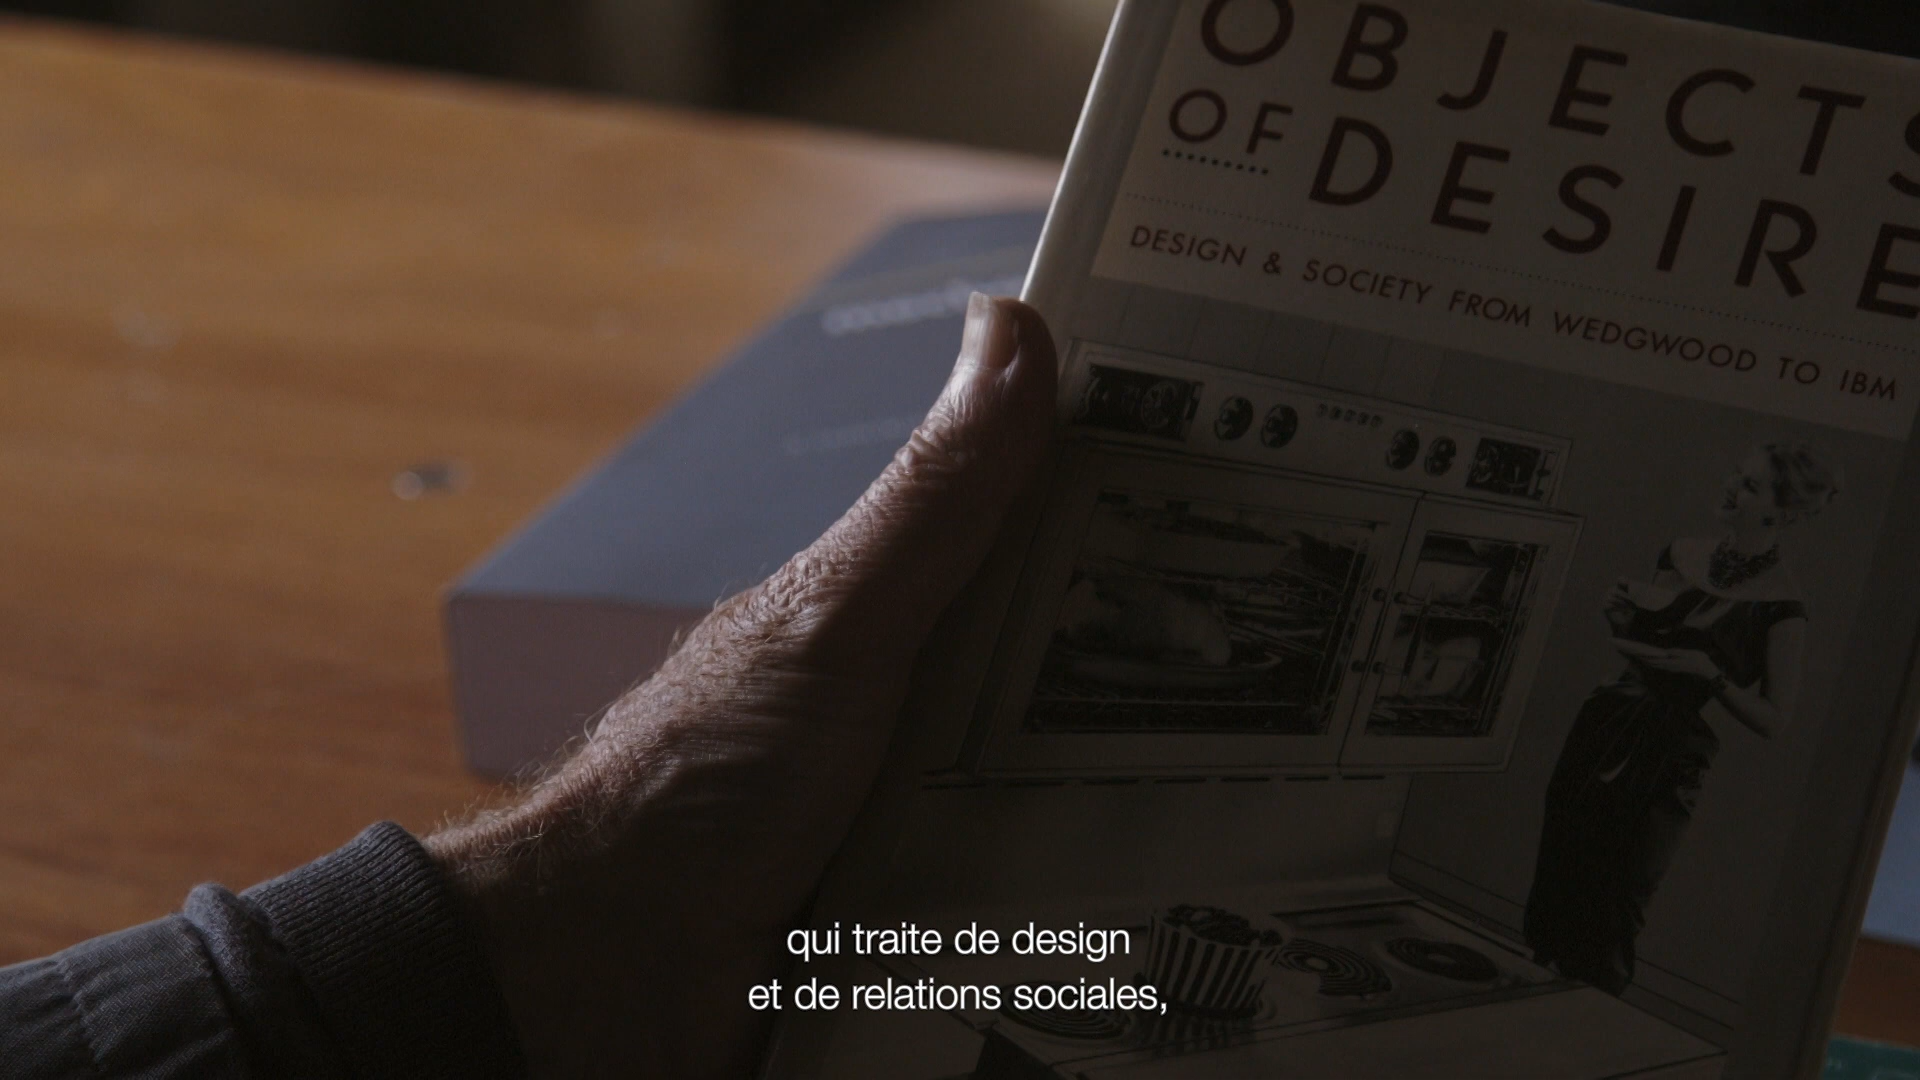 OBJECTS
OF DESIRE
DESIGN & SOCIETY FROM WEDGWOOD TO IBM
qui traite de design
et de relations sociales,